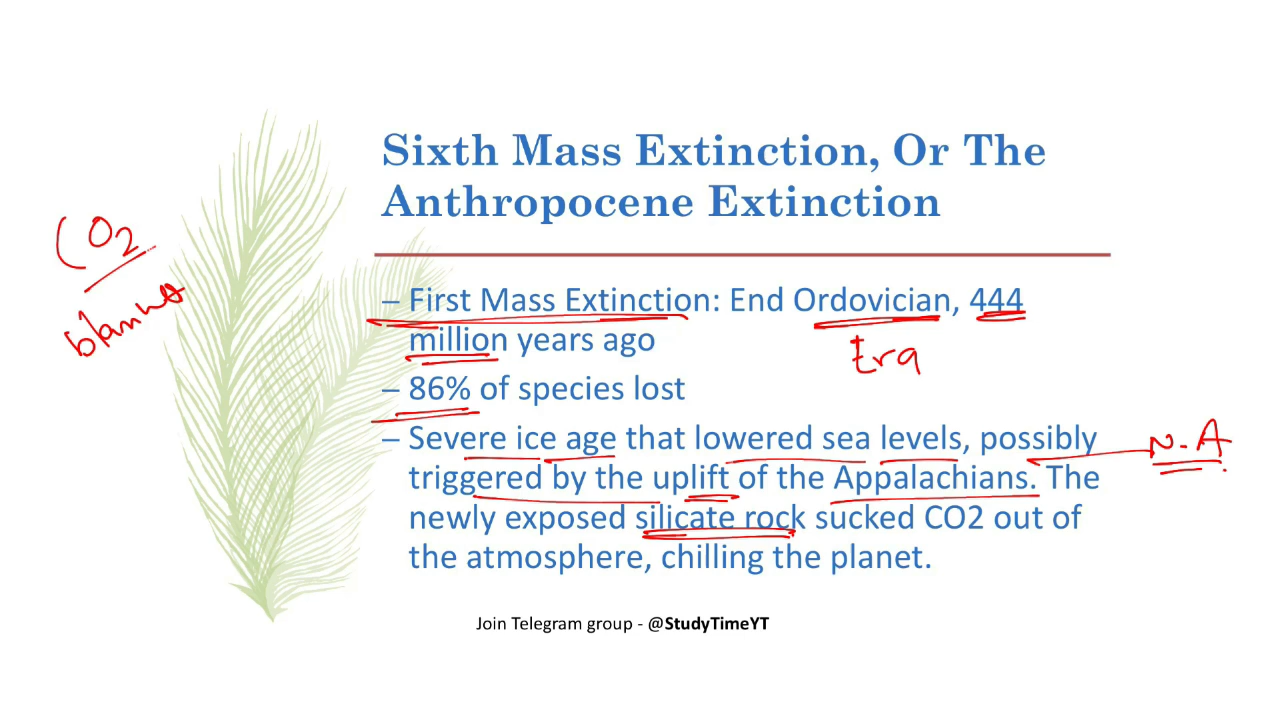 Sixth Mass Extinction, Or The
Anthropocene Extinction
CO2
– First Mass Extinction: End Ordovician, 444
million years ago
Era
– 86% of species lost
– Severe ice age that lowered sea levels, possibly
N.A
triggered by the uplift of the Appalachians. The
newly exposed silicate rock sucked CO2 out of
the atmosphere, chilling the planet.
Join Telegram group - @StudyTimeYT